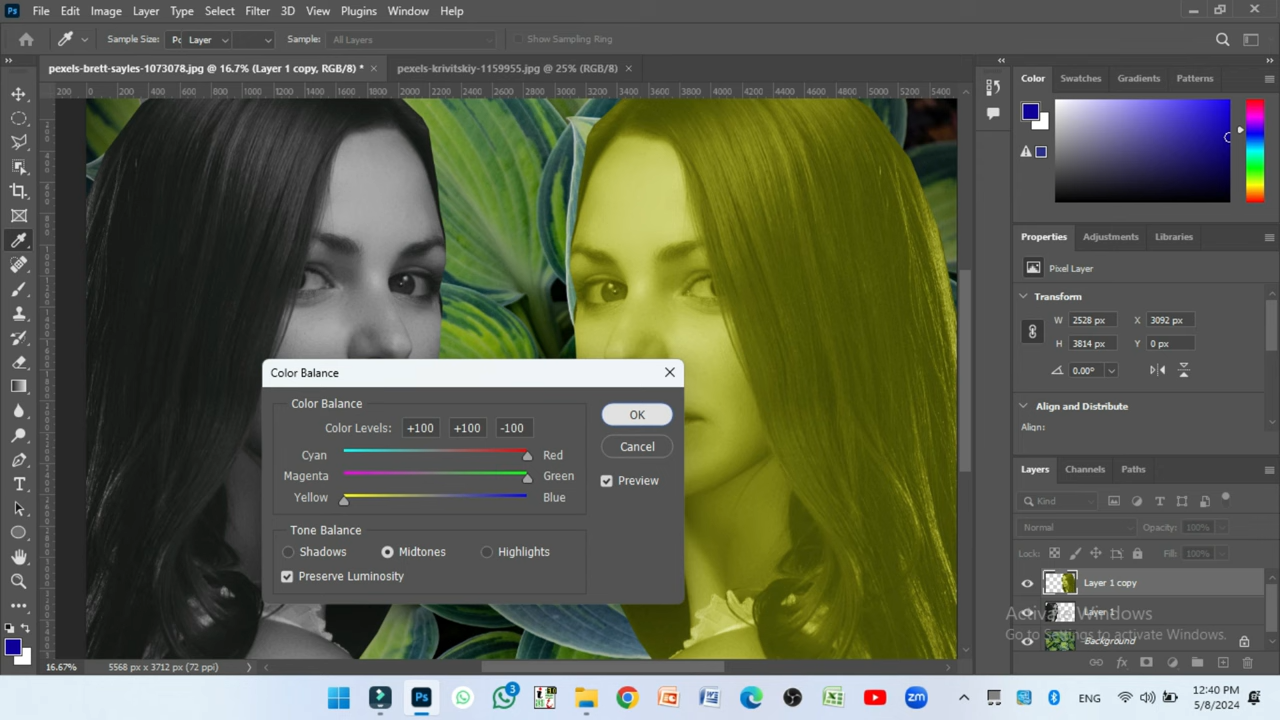 Ps File Edit Image Layer Type Select Filter 3D View Plugins Window Help
Sample Size: Pc Layer Sample: All Layers Show Sampling Ring
pexels-brett-sayles-1073078.jpg @ 16.7% (Layer 1 copy, RGB/8) * × pexels-krivitskiy-1159955.jpg @ 25% (RGB/8) ×
200 0 200 400 600 800 1000 1200 1400 1600 1800 2000 2200 2400 2600 2800 3000 3200 3400 3600 3800 4000 4200 4400 4600 4800 5000 5200 5400
Color Swatches Gradients Patterns
Properties Adjustments Libraries
Pixel Layer
Transform
W 2528 px X 3092 px
H 3814 px Y 0 px
0.00°
Align and Distribute
Align:
Color Balance
Color Balance
Color Levels: +100 +100 -100
Cyan Red
Magenta Green
Yellow Blue
Tone Balance
Shadows Midtones Highlights
Preserve Luminosity
OK
Cancel
Preview
Layers Channels Paths
Kind
Normal Opacity: 100%
Lock: Fill: 100%
Layer 1 copy
Layer 1
Background
Activate Windows
Go to Settings to activate Windows.
16.67% 5568 px x 3712 px (72 ppi)
Ps 3 zm ENG 12:40 PM
5/8/2024